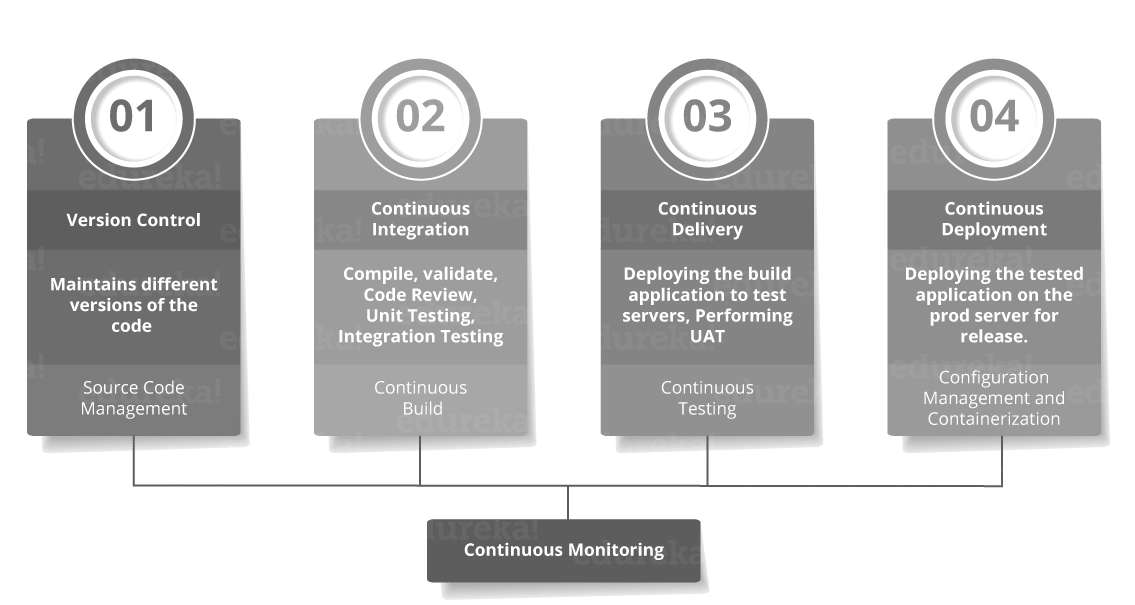 01
Version Control
Maintains different
versions of the
code
Source Code
Management
02
Continuous
Integration
Compile, validate,
Code Review,
Unit Testing,
Integration Testing
Continuous
Build
03
Continuous
Delivery
Deploying the build
application to test
servers, Performing
UAT
Continuous
Testing
04
Continuous
Deployment
Deploying the tested
application on the
prod server for
release.
Configuration
Management and
Containerization
Continuous Monitoring
edureka!